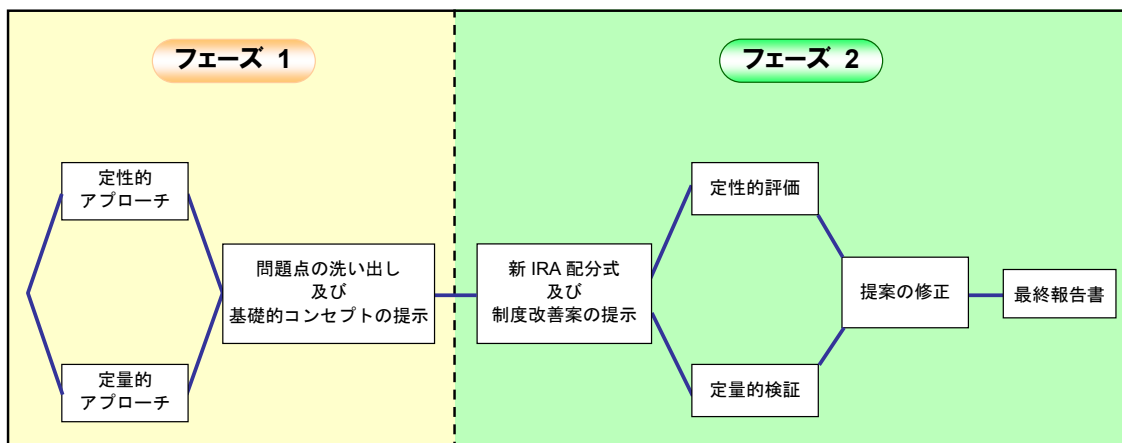 フェーズ 1
フェーズ 2
定性的
アプローチ
定性的評価
問題点の洗い出し
及び
基礎的コンセプトの提示
新 IRA 配分式
及び
制度改善案の提示
提案の修正
最終報告書
定量的
アプローチ
定量的検証